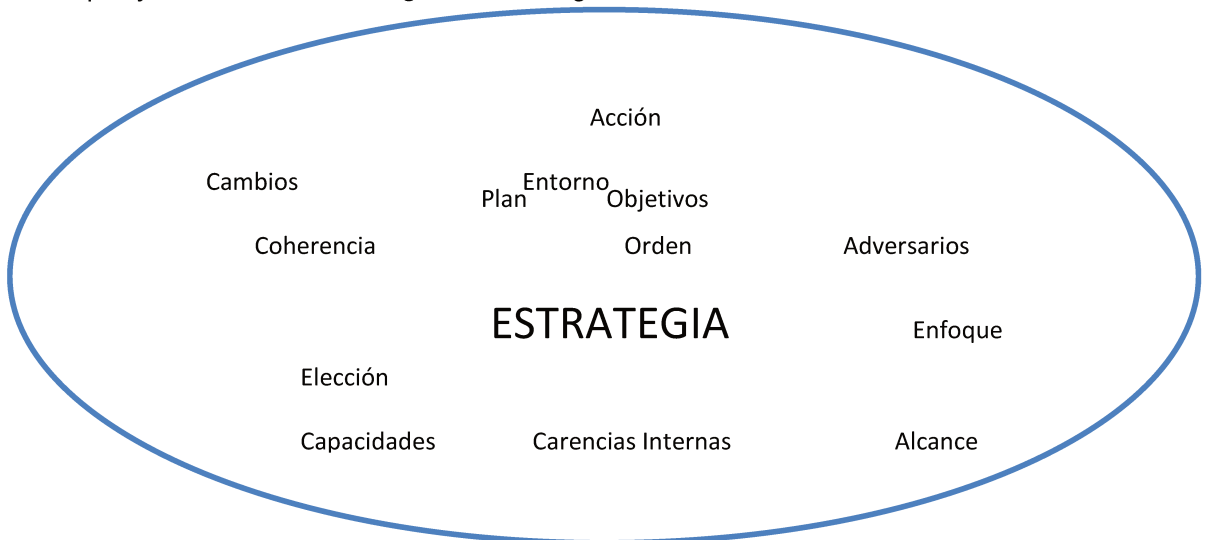 Acción
Cambios
Entorno
Plan
Objetivos
Coherencia
Orden
Adversarios
ESTRATEGIA
Enfoque
Elección
Capacidades
Carencias Internas
Alcance